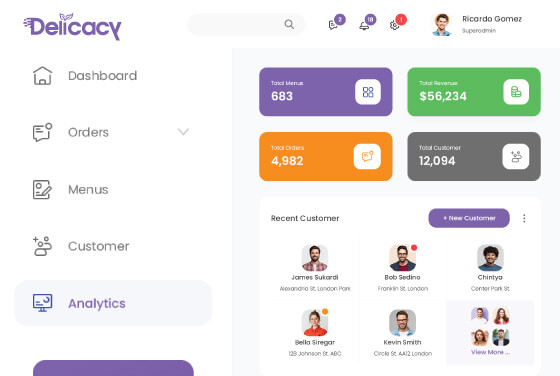 Delicacy
2
18
1
Ricardo Gomez
Superadmin
Dashboard
Orders
Menus
Customer
Analytics
Total Menus
683
Total Revenue
$56,234
Total Orders
4,982
Total Customer
12,094
Recent Customer
+ New Customer
James Sukardi
Alexandria St. London Park
Bob Sedino
Franklin St. London
Chintya
Center Park St.
Bella Siregar
12B Johnson St. ABC
Kevin Smith
Circle St. AA12 London
View More ...